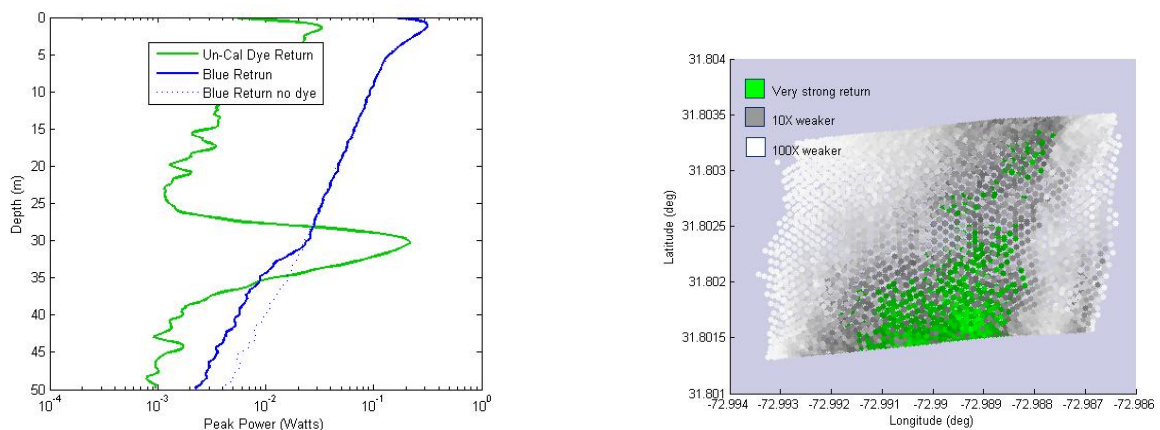 0
5
10
15
20
25
30
35
40
45
50
Depth (m)
Un-Cal Dye Return
Blue Retrun
Blue Return no dye
10^-4
10^-3
10^-2
10^-1
10^0
Peak Power (Watts)
31.804
31.8035
31.803
31.8025
31.802
31.8015
31.801
Latitude (deg)
Very strong return
10X weaker
100X weaker
-72.994 -72.993 -72.992 -72.991 -72.99 -72.989 -72.988 -72.987 -72.986
Longitude (deg)